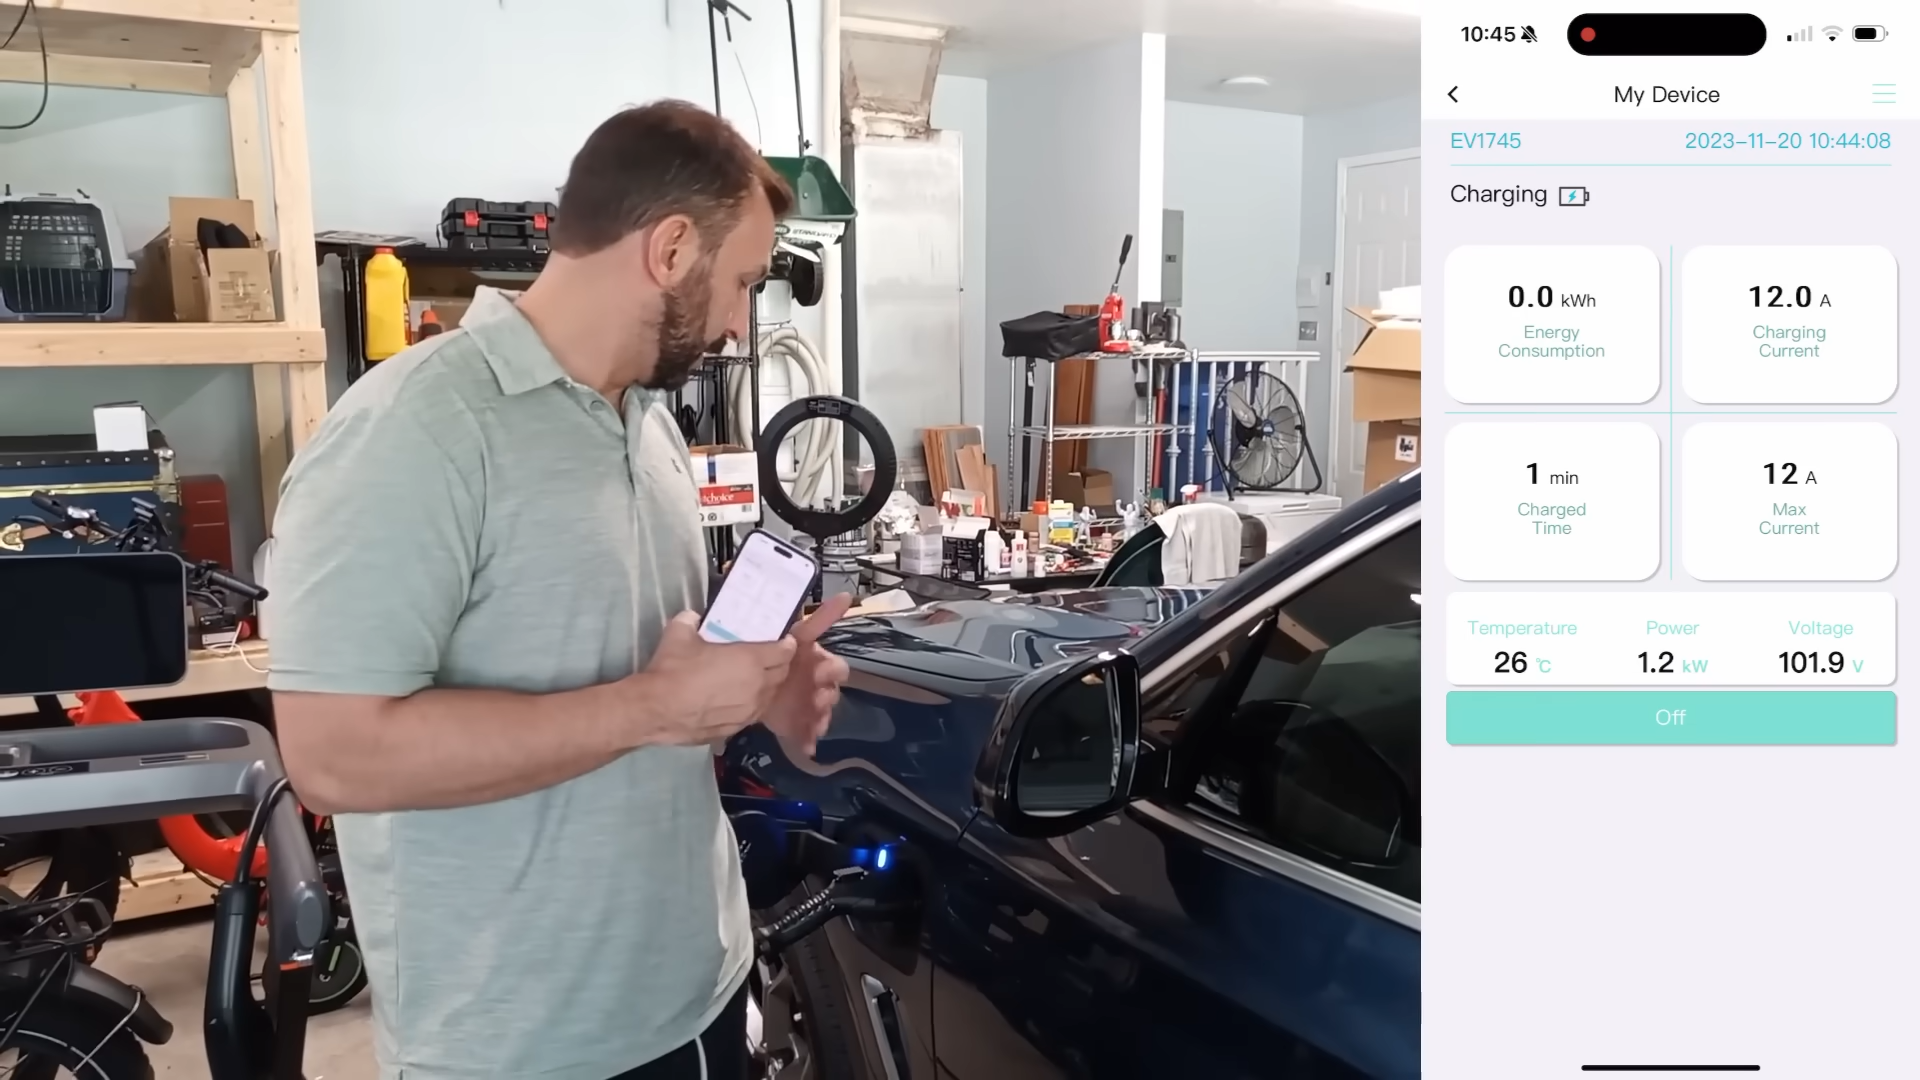 10:45
My Device
EV1745
2023-11-20 10:44:08
Charging
0.0 kWh
Energy
Consumption
12.0 A
Charging
Current
1 min
Charged
Time
12 A
Max
Current
Temperature
26 °C
Power
1.2 kW
Voltage
101.9 V
Off
choice